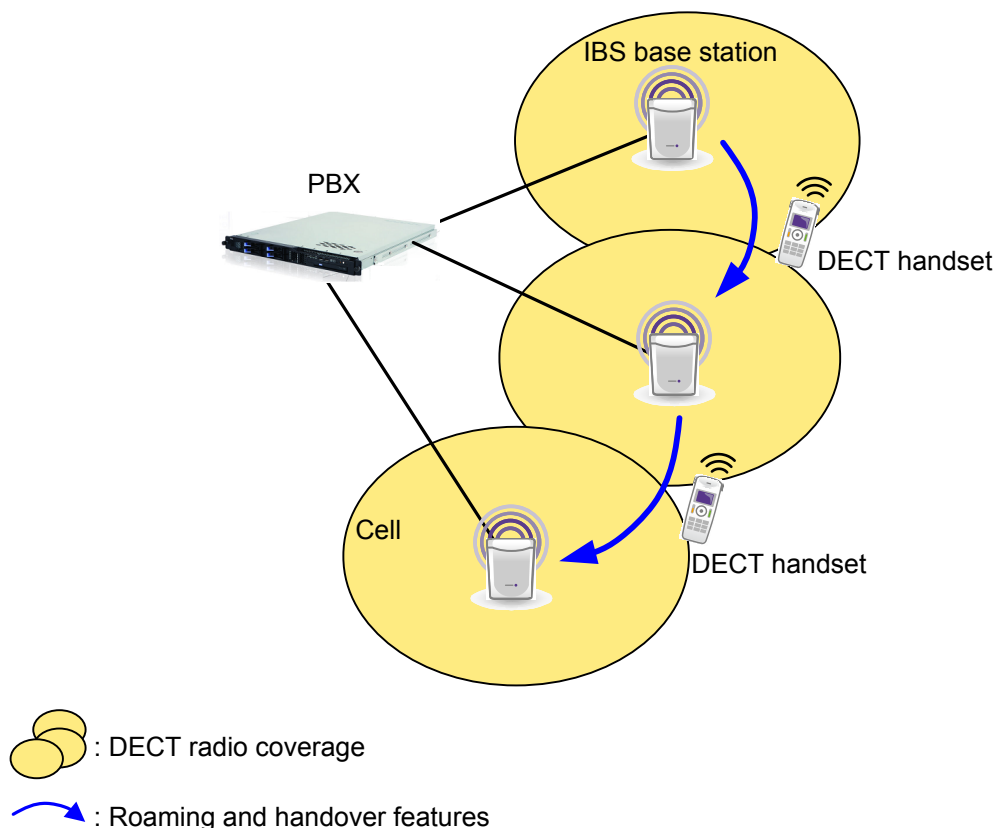 IBS base station
PBX
DECT handset
Cell
DECT handset
: DECT radio coverage
: Roaming and handover features